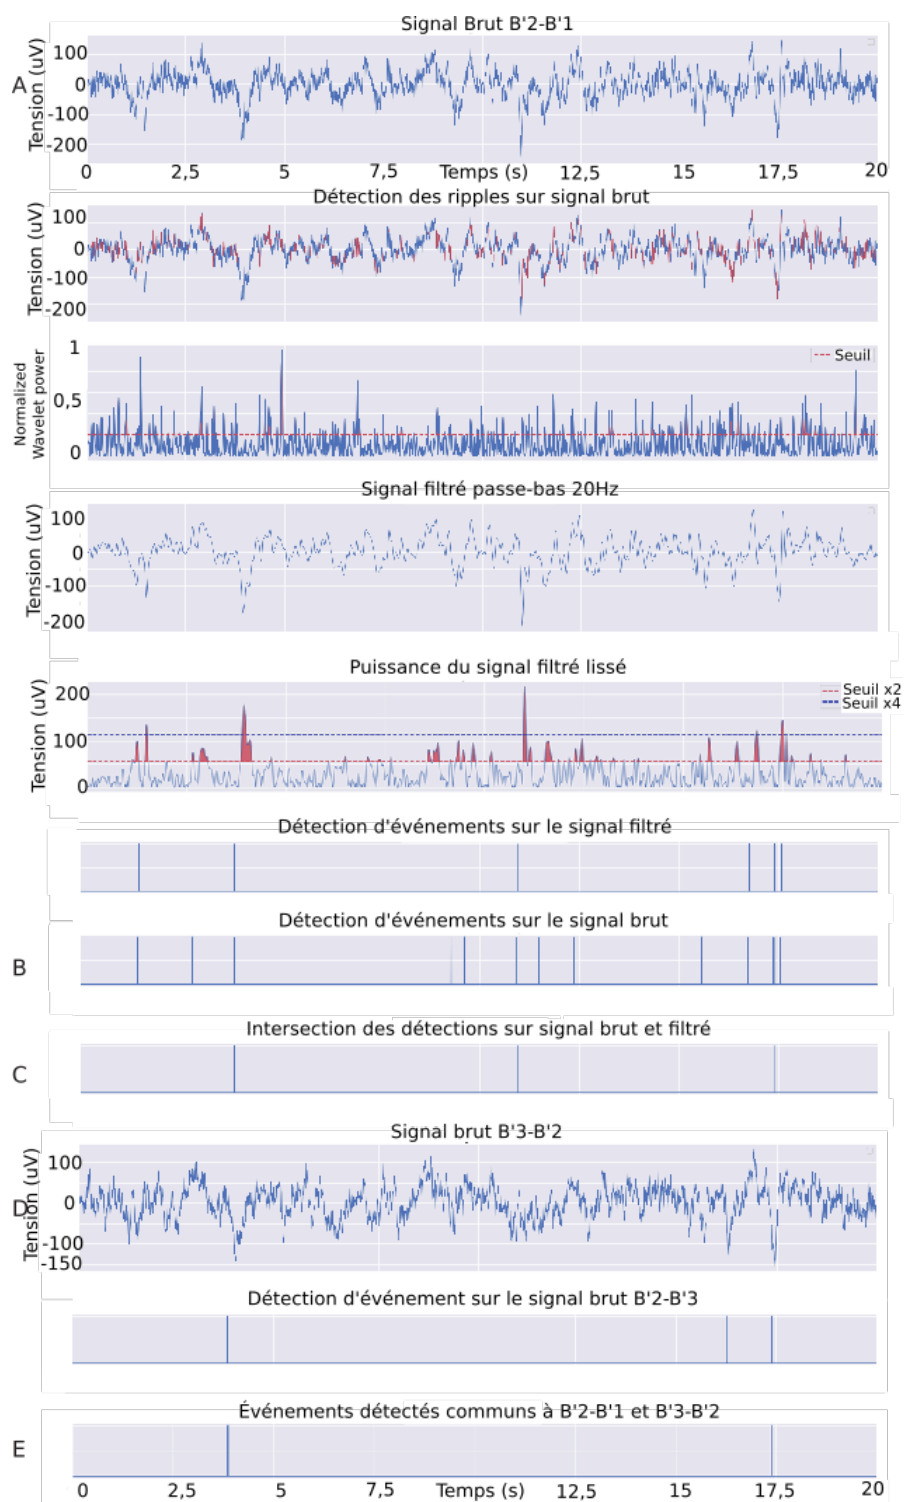 Signal Brut B'2-B'1
A
Tension (uV)
100
0
-100
-200
0 2,5 5 7,5 Temps (s) 12,5 15 17,5 20
Détection des ripples sur signal brut
Tension (uV)
100
0
-100
-200
Normalized
Wavelet power
1
0,5
0
Seuil
Signal filtré passe-bas 20Hz
Tension (uV)
100
0
-100
-200
Puissance du signal filtré lissé
Tension (uV)
200
100
0
Seuil x2
Seuil x4
Détection d'événements sur le signal filtré
Détection d'événements sur le signal brut
B
Intersection des détections sur signal brut et filtré
C
Signal brut B'3-B'2
D
Tension (uV)
100
0
-100
-150
Détection d'événement sur le signal brut B'2-B'3
Événements détectés communs à B'2-B'1 et B'3-B'2
E
0 2,5 5 7,5 Temps (s) 12,5 15 17,5 20